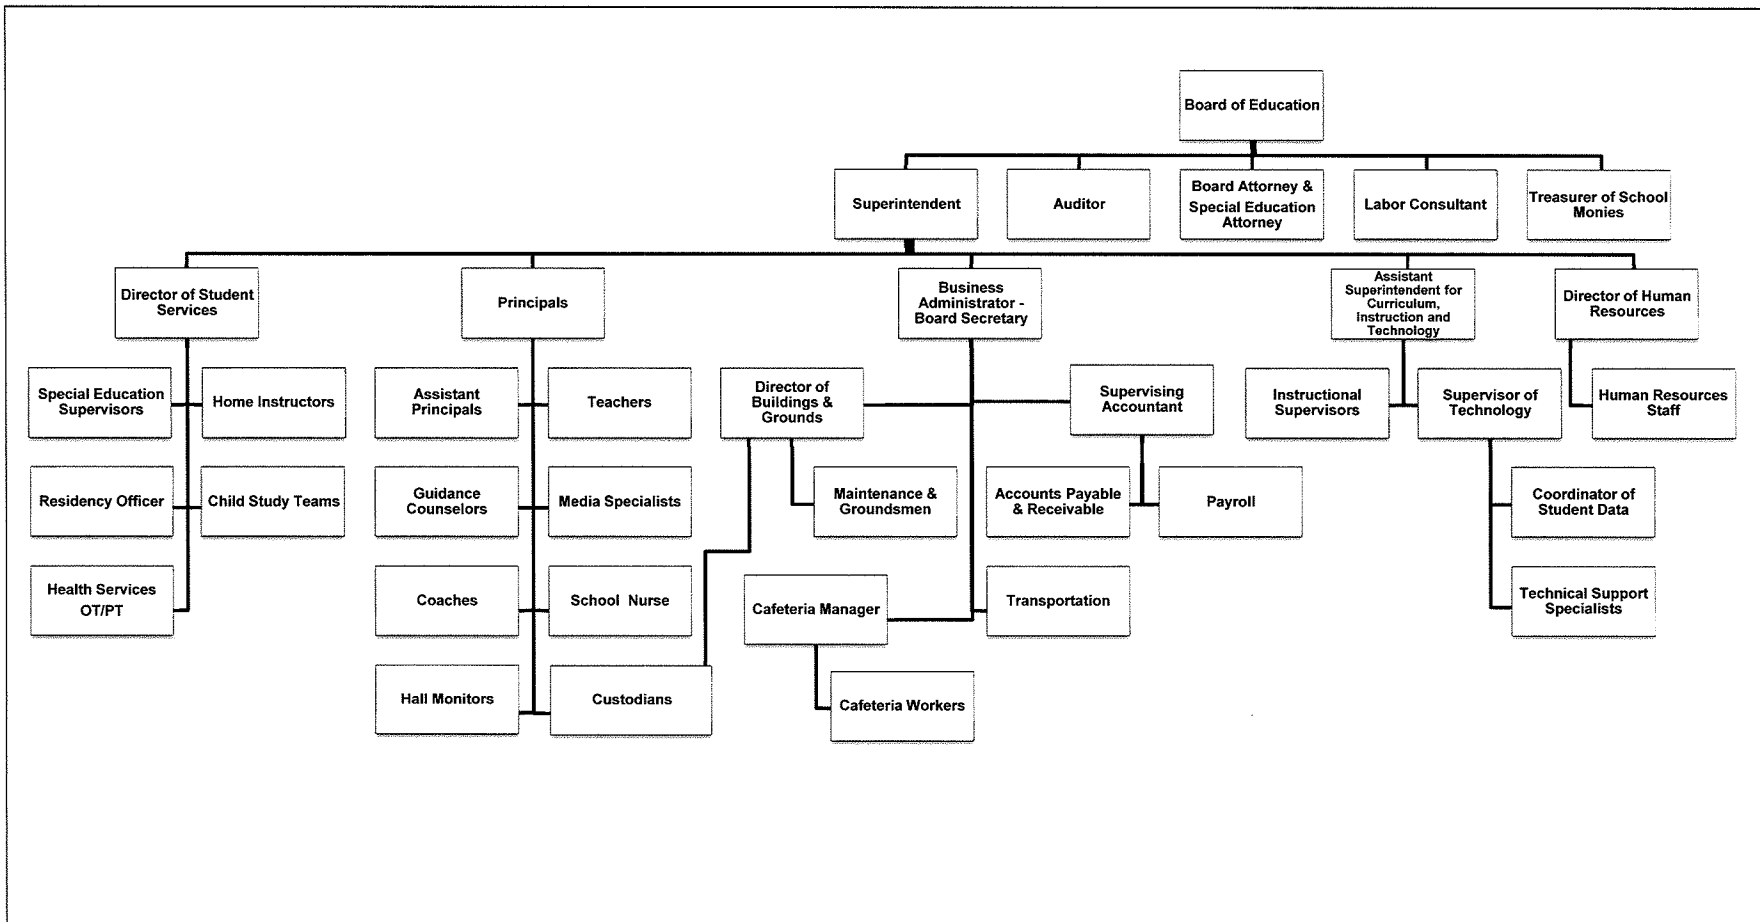 Board of Education
Superintendent
Auditor
Board Attorney &
Special Education
Attorney
Labor Consultant
Treasurer of School
Monies
Director of Student
Services
Principals
Business
Administrator -
Board Secretary
Assistant
Superintendent for
Curriculum,
Instruction and
Technology
Director of Human
Resources
Special Education
Supervisors
Home Instructors
Assistant
Principals
Teachers
Director of
Buildings &
Grounds
Supervising
Accountant
Instructional
Supervisors
Supervisor of
Technology
Human Resources
Staff
Residency Officer
Child Study Teams
Guidance
Counselors
Media Specialists
Maintenance &
Groundsmen
Accounts Payable
& Receivable
Payroll
Coordinator of
Student Data
Health Services
OT/PT
Coaches
School  Nurse
Cafeteria Manager
Transportation
Technical Support
Specialists
Hall Monitors
Custodians
Cafeteria Workers